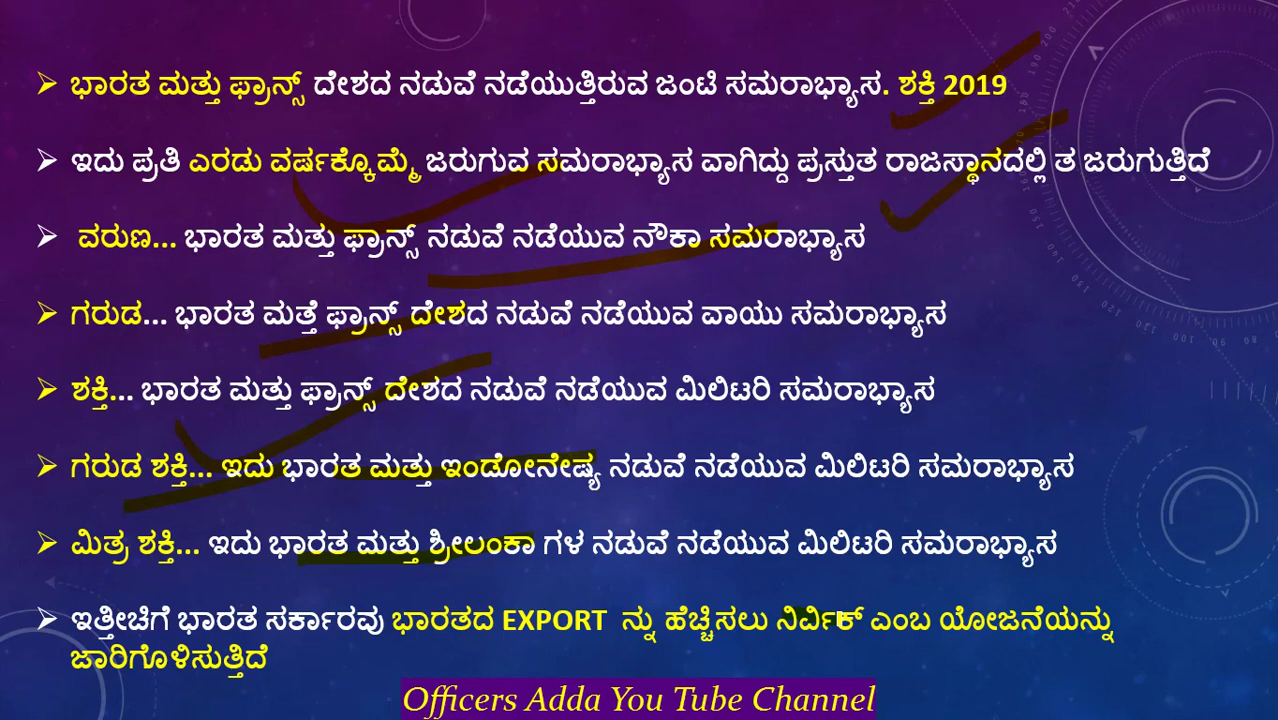 ಭಾರತ ಮತ್ತು ಫ್ರಾನ್ಸ್ ದೇಶದ ನಡುವೆ ನಡೆಯುತ್ತಿರುವ ಜಂಟಿ ಸಮರಾಭ್ಯಾಸ. ಶಕ್ತಿ 2019
ಇದು ಪ್ರತಿ ಎರಡು ವರ್ಷಕ್ಕೊಮ್ಮೆ ಜರುಗುವ ಸಮರಾಭ್ಯಾಸ ವಾಗಿದ್ದು ಪ್ರಸ್ತುತ ರಾಜಸ್ಥಾನದಲ್ಲಿ ತ ಜರುಗುತ್ತಿದೆ
ವರುಣ... ಭಾರತ ಮತ್ತು ಫ್ರಾನ್ಸ್ ನಡುವೆ ನಡೆಯುವ ನೌಕಾ ಸಮರಾಭ್ಯಾಸ
ಗರುಡ... ಭಾರತ ಮತ್ತೆ ಫ್ರಾನ್ಸ್ ದೇಶದ ನಡುವೆ ನಡೆಯುವ ವಾಯು ಸಮರಾಭ್ಯಾಸ
ಶಕ್ತಿ... ಭಾರತ ಮತ್ತು ಫ್ರಾನ್ಸ್ ದೇಶದ ನಡುವೆ ನಡೆಯುವ ಮಿಲಿಟರಿ ಸಮರಾಭ್ಯಾಸ
ಗರುಡ ಶಕ್ತಿ... ಇದು ಭಾರತ ಮತ್ತು ಇಂಡೋನೇಷ್ಯ ನಡುವೆ ನಡೆಯುವ ಮಿಲಿಟರಿ ಸಮರಾಭ್ಯಾಸ
ಮಿತ್ರ ಶಕ್ತಿ... ಇದು ಭಾರತ ಮತ್ತು ಶ್ರೀಲಂಕಾ ಗಳ ನಡುವೆ ನಡೆಯುವ ಮಿಲಿಟರಿ ಸಮರಾಭ್ಯಾಸ
ಇತ್ತೀಚಿಗೆ ಭಾರತ ಸರ್ಕಾರವು ಭಾರತದ EXPORT ನ್ನು ಹೆಚ್ಚಿಸಲು ನಿರ್ವಿಕ್ ಎಂಬ ಯೋಜನೆಯನ್ನು
ಜಾರಿಗೊಳಿಸುತ್ತಿದೆ
Officers Adda You Tube Channel